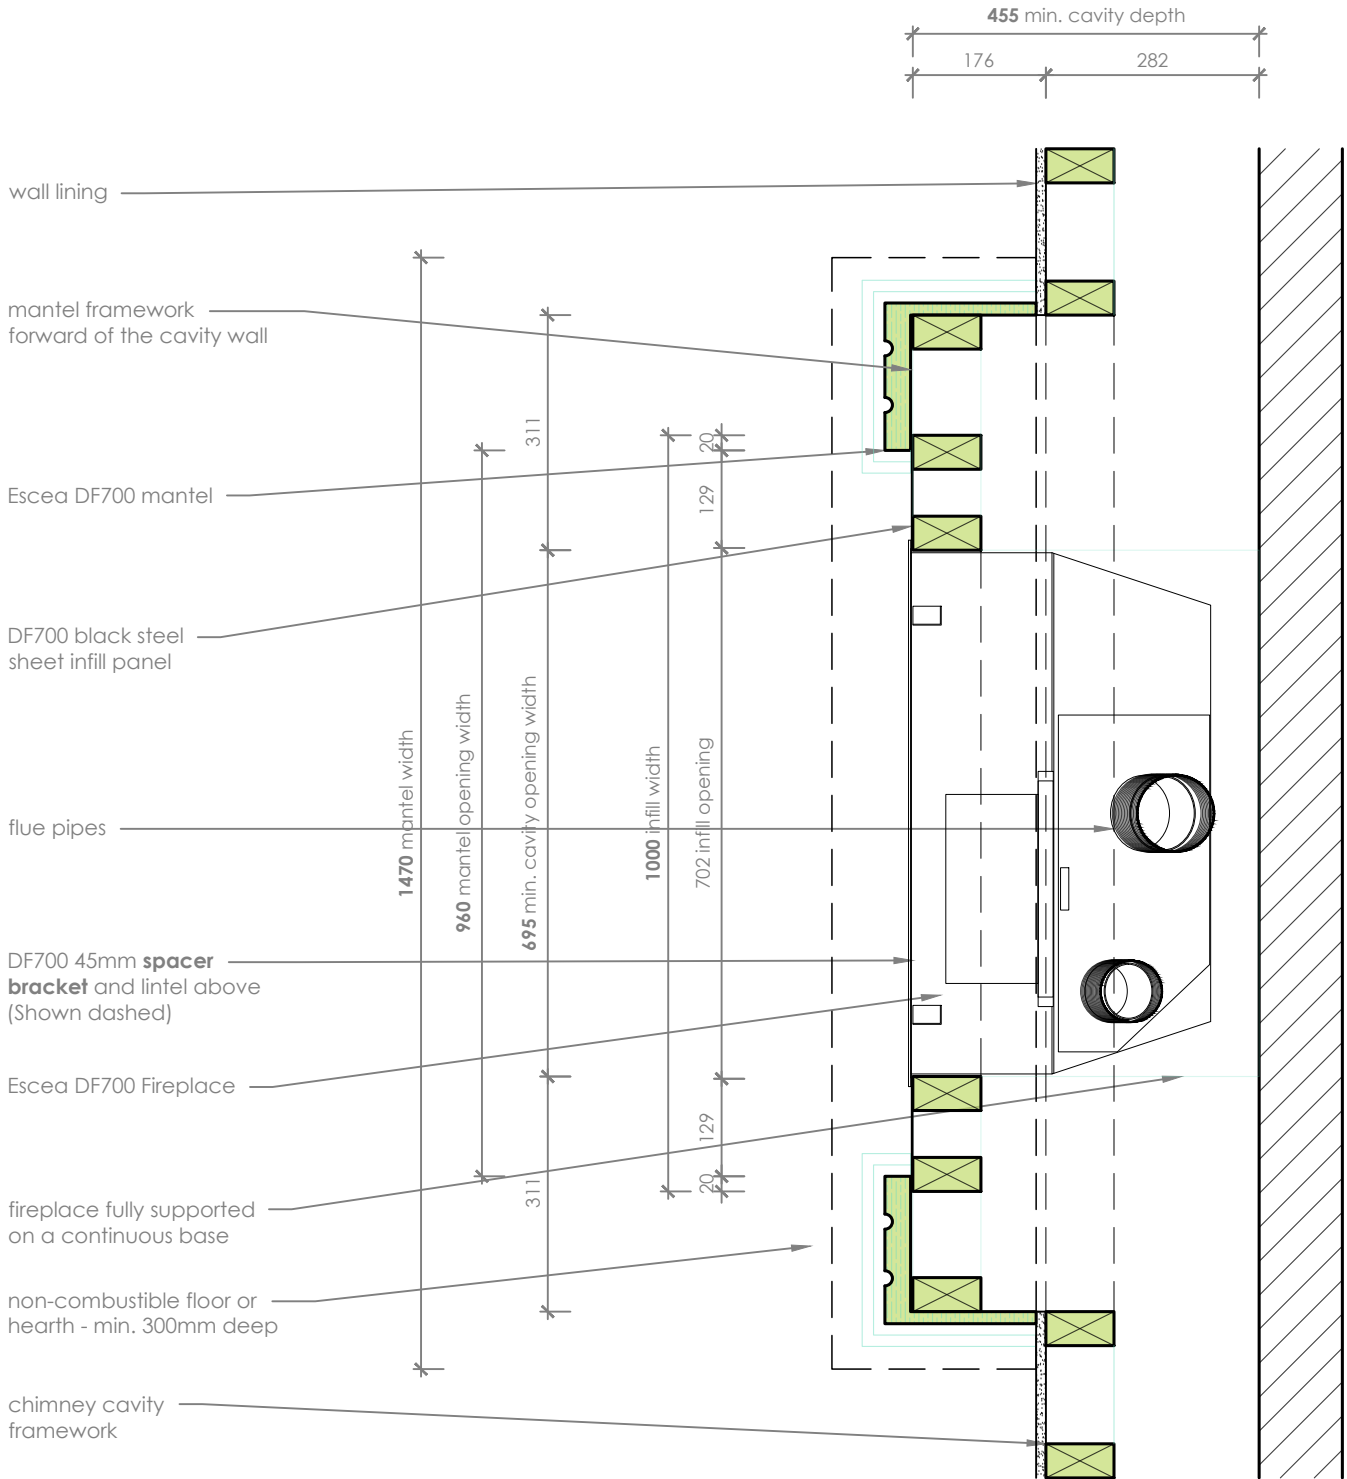 455 min. cavity depth
176
282
wall lining
mantel framework
forward of the cavity wall
311
20
129
Escea DF700 mantel
DF700 black steel
sheet infill panel
1470 mantel width
960 mantel opening width
695 min. cavity opening width
1000 infill width
702 infill opening
flue pipes
DF700 45mm spacer
bracket and lintel above
(Shown dashed)
Escea DF700 Fireplace
129
20
311
fireplace fully supported
on a continuous base
non-combustible floor or
hearth - min. 300mm deep
chimney cavity
framework